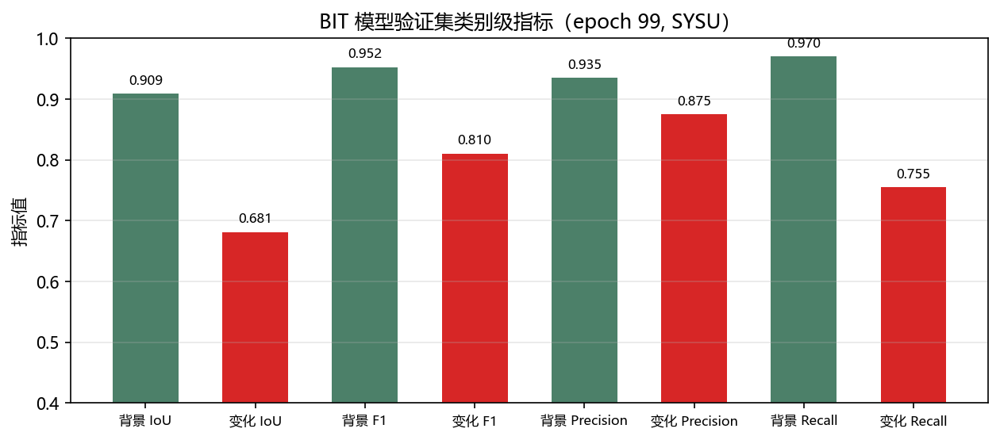 BIT 模型验证集类别级指标（epoch 99, SYSU）
指标值
1.0
0.9
0.8
0.7
0.6
0.5
0.4
0.909
0.681
0.952
0.810
0.935
0.875
0.970
0.755
背景 IoU
变化 IoU
背景 F1
变化 F1
背景 Precision
变化 Precision
背景 Recall
变化 Recall